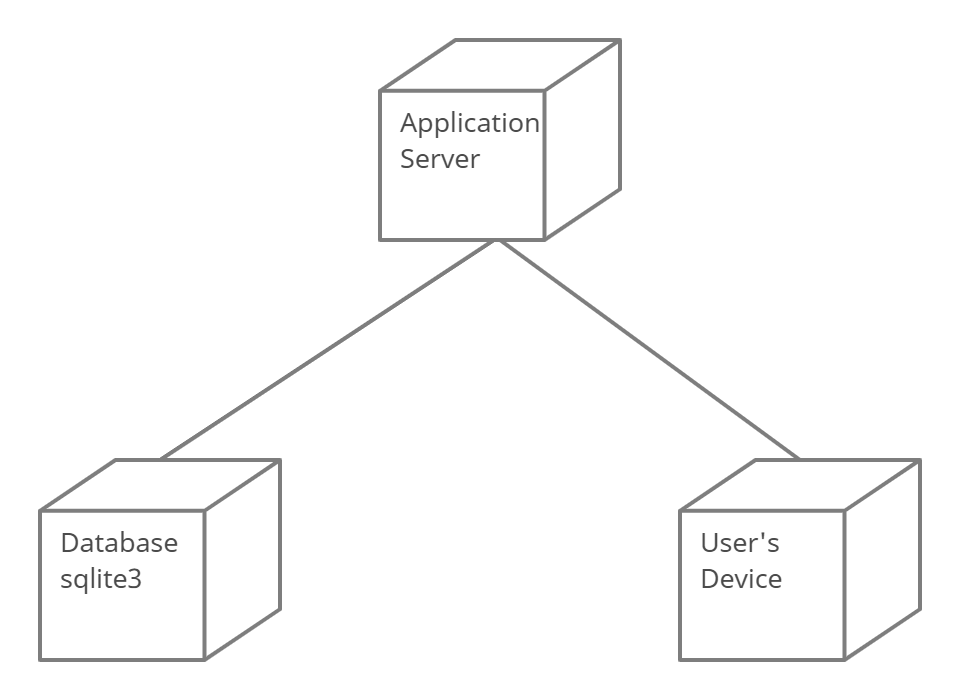 Application
Server
Database
sqlite3
User's
Device